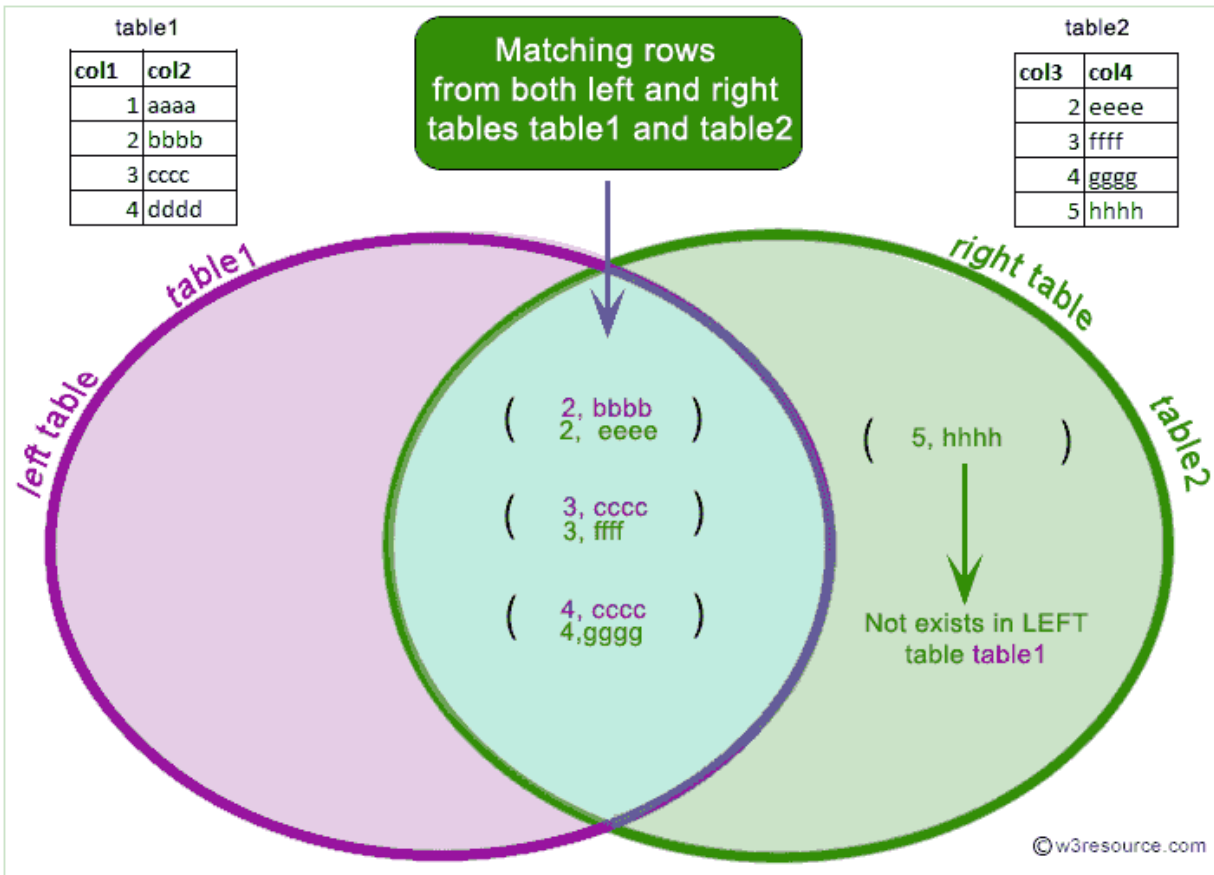 table1
col1 col2
1 aaaa
2 bbbb
3 cccc
4 dddd
Matching rows
from both left and right
tables table1 and table2
table2
col3 col4
2 eeee
3 ffff
4 gggg
5 hhhh
left table
table1
right table
table2
( 2, bbbb )
2, eeee
( 3, cccc )
3, ffff
( 4, cccc )
4,gggg
( 5, hhhh )
Not exists in LEFT
table table1
©w3resource.com